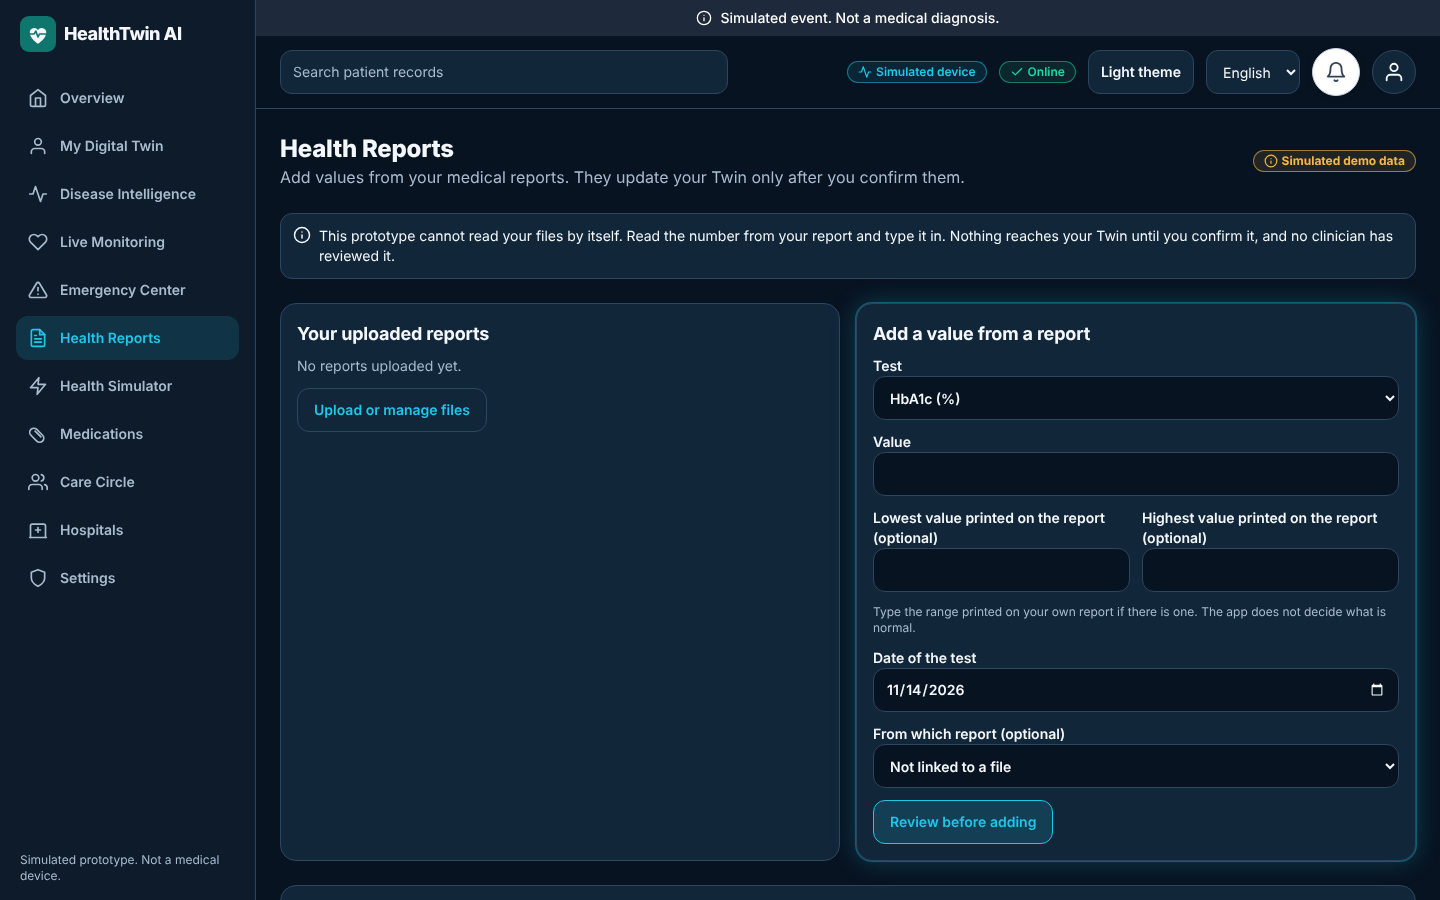 Simulated event. Not a medical diagnosis.
HealthTwin AI
Search patient records
Simulated device
Online
Light theme
English
Overview
My Digital Twin
Disease Intelligence
Live Monitoring
Emergency Center
Health Reports
Health Simulator
Medications
Care Circle
Hospitals
Settings
Simulated prototype. Not a medical
device.
Health Reports
Add values from your medical reports. They update your Twin only after you confirm them.
Simulated demo data
This prototype cannot read your files by itself. Read the number from your report and type it in. Nothing reaches your Twin until you confirm it, and no clinician has
reviewed it.
Your uploaded reports
No reports uploaded yet.
Upload or manage files
Add a value from a report
Test
HbA1c (%)
Value
Lowest value printed on the report
(optional)
Highest value printed on the report
(optional)
Type the range printed on your own report if there is one. The app does not decide what is
normal.
Date of the test
11/14/2026
From which report (optional)
Not linked to a file
Review before adding